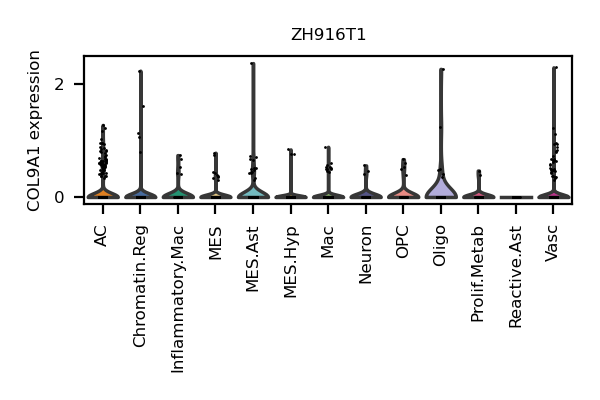 ZH916T1
COL9A1 expression
2
0
AC
Chromatin.Reg
Inflammatory.Mac
MES
MES.Ast
MES.Hyp
Mac
Neuron
OPC
Oligo
Prolif.Metab
Reactive.Ast
Vasc